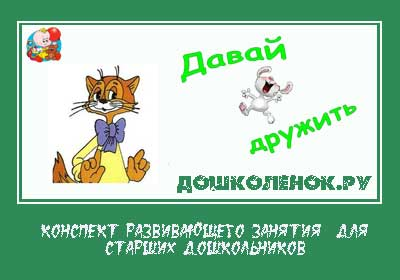 Давай
дружить
ДОШКОЛЕНОК.РУ
КОНСПЕКТ РАЗВИВАЮЩЕГО ЗАНЯТИЯ ДЛЯ
СТАРШИХ ДОШКОЛЬНИКОВ